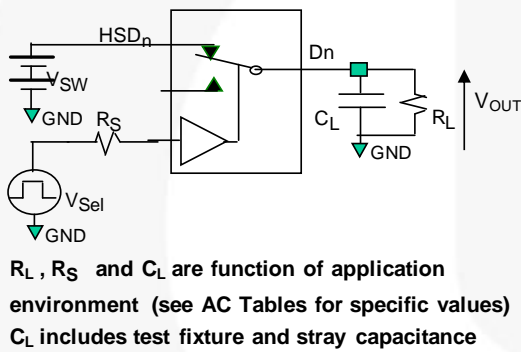 HSDn
Dn
VSW
GND
RS
CL
RL
VOUT
GND
VSel
GND
RL , RS and CL are function of application
environment (see AC Tables for specific values)
CL includes test fixture and stray capacitance